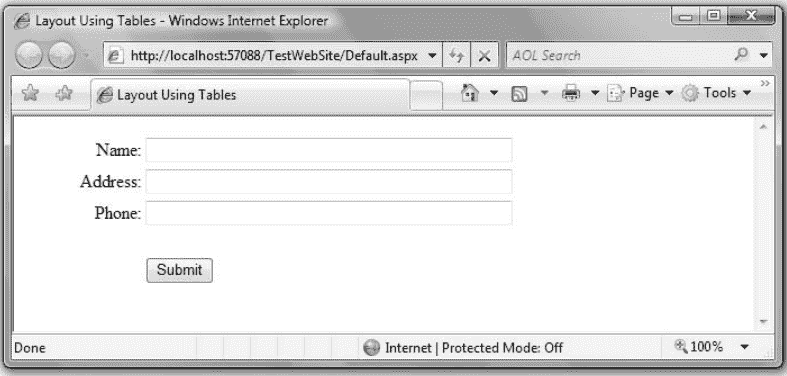 Layout Using Tables - Windows Internet Explorer
http://localhost:57088/TestWebSite/Default.aspx
AOL Search
Layout Using Tables
Page
Tools
Name:
Address:
Phone:
Submit
Done
Internet | Protected Mode: Off
100%